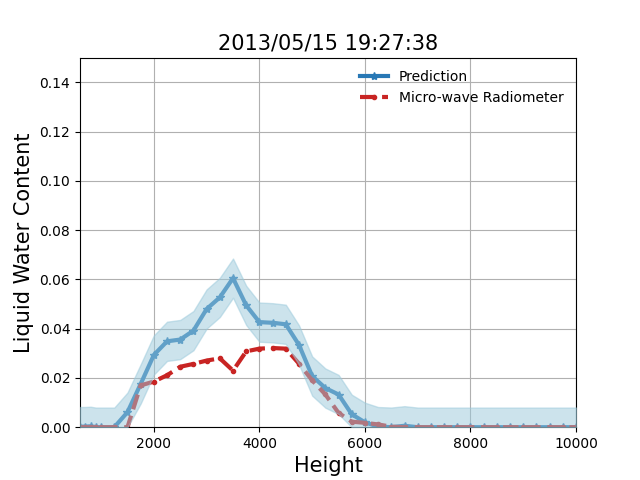 2013/05/15 19:27:38
Prediction
Micro-wave Radiometer
0.14
0.12
0.10
0.08
0.06
0.04
0.02
0.00
Liquid Water Content
2000 4000 6000 8000 10000
Height